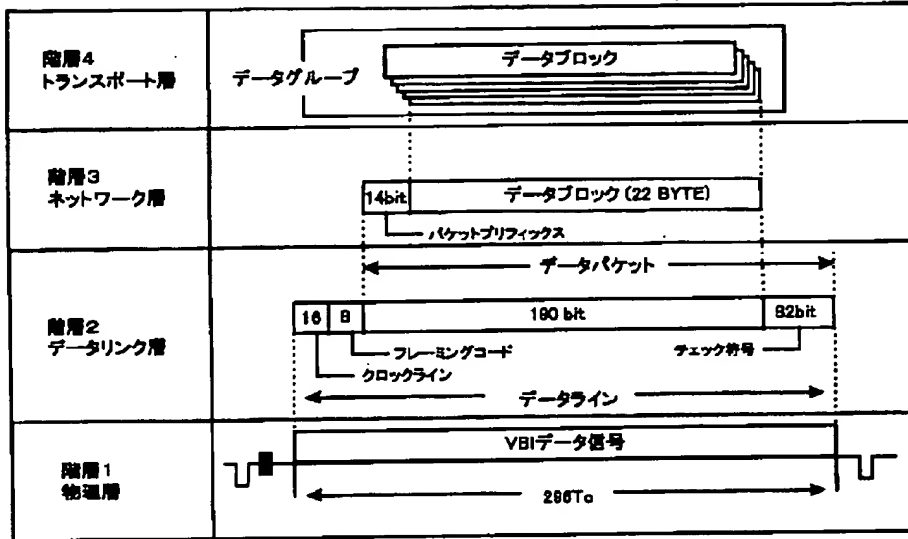 階層4
トランスポート層
データグループ
データブロック
階層3
ネットワーク層
14bit
データブロック(22 BYTE)
パケットプリフィックス
データパケット
階層2
データリンク層
16
8
190 bit
82bit
フレーミングコード
チェック符号
クロックライン
データライン
階層1
物理層
VBIデータ信号
296Tc